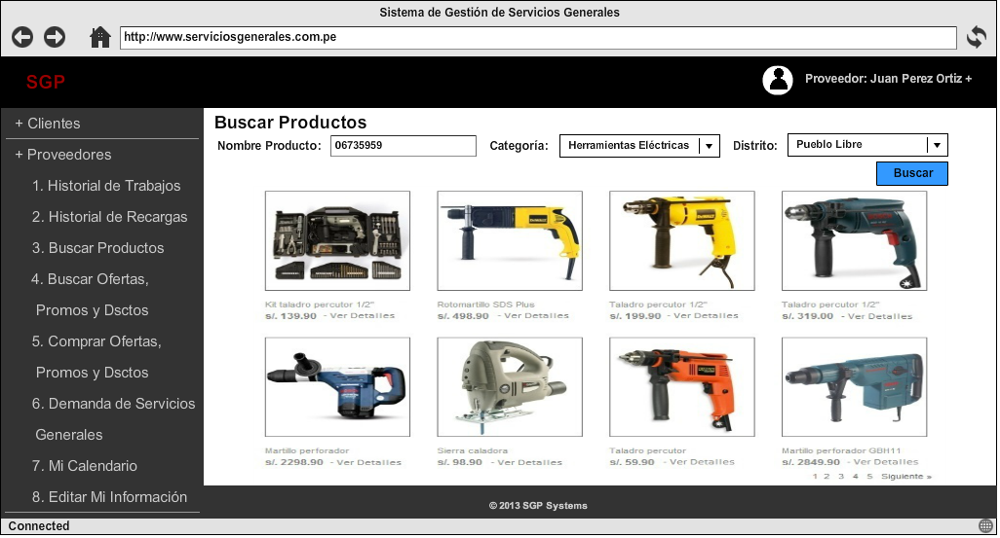 Sistema de Gestión de Servicios Generales
http://www.serviciosgenerales.com.pe
SGP
Proveedor: Juan Perez Ortiz +
+ Clientes
+ Proveedores
1. Historial de Trabajos
2. Historial de Recargas
3. Buscar Productos
4. Buscar Ofertas,
Promos y Dsctos
5. Comprar Ofertas,
Promos y Dsctos
6. Demanda de Servicios
Generales
7. Mi Calendario
8. Editar Mi Información
Buscar Productos
Nombre Producto: 06735959 Categoría: Herramientas Eléctricas Distrito: Pueblo Libre
Buscar
Kit taladro percutor 1/2"
s/. 139.90 - Ver Detalles
Rotomartillo SDS Plus
s/. 498.90 - Ver Detalles
Taladro percutor 1/2"
s/. 199.90 - Ver Detalles
Taladro percutor 1/2"
s/. 319.00 - Ver Detalles
Martillo perforador
s/. 2298.90 - Ver Detalles
Sierra caladora
s/. 98.90 - Ver Detalles
Taladro percutor
s/. 59.90 - Ver Detalles
Martillo perforador GBH11
s/. 2849.90 - Ver Detalles
1 2 3 4 5 Siguiente »
© 2013 SGP Systems
Connected